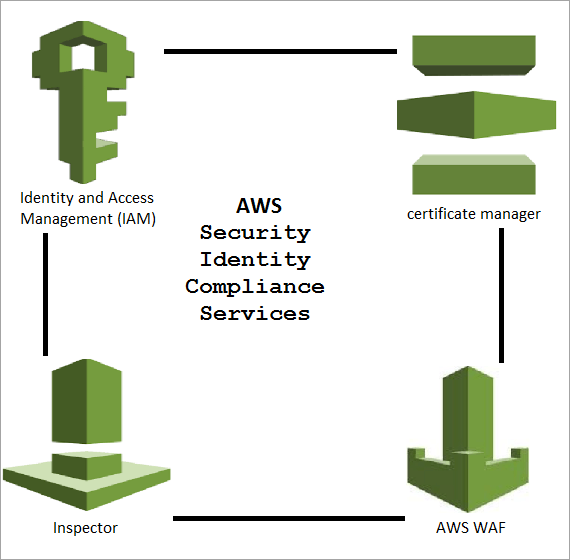 Identity and Access
Management (IAM)
certificate manager
AWS
Security
Identity
Compliance
Services
Inspector
AWS WAF